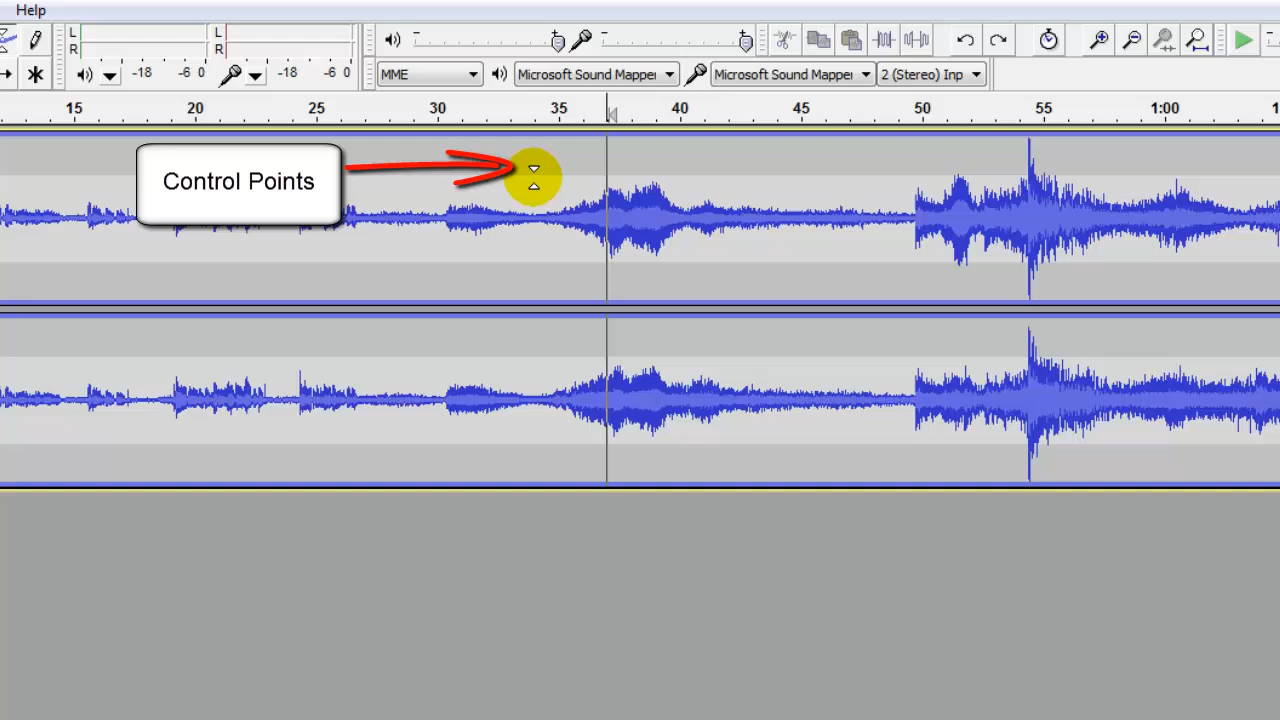 Help
L
R
L
R
-18 -6 0
-18 -6 0
MME
Microsoft Sound Mapper
Microsoft Sound Mapper
2 (Stereo) Inp
15 20 25 30 35 40 45 50 55 1:00
Control Points